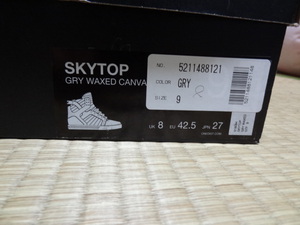 SKYTOP
GRY WAXED CANVA
NO. 5211488121
COLOR GRY
SIZE 9
UK 8 EU 42.5 JPN 27